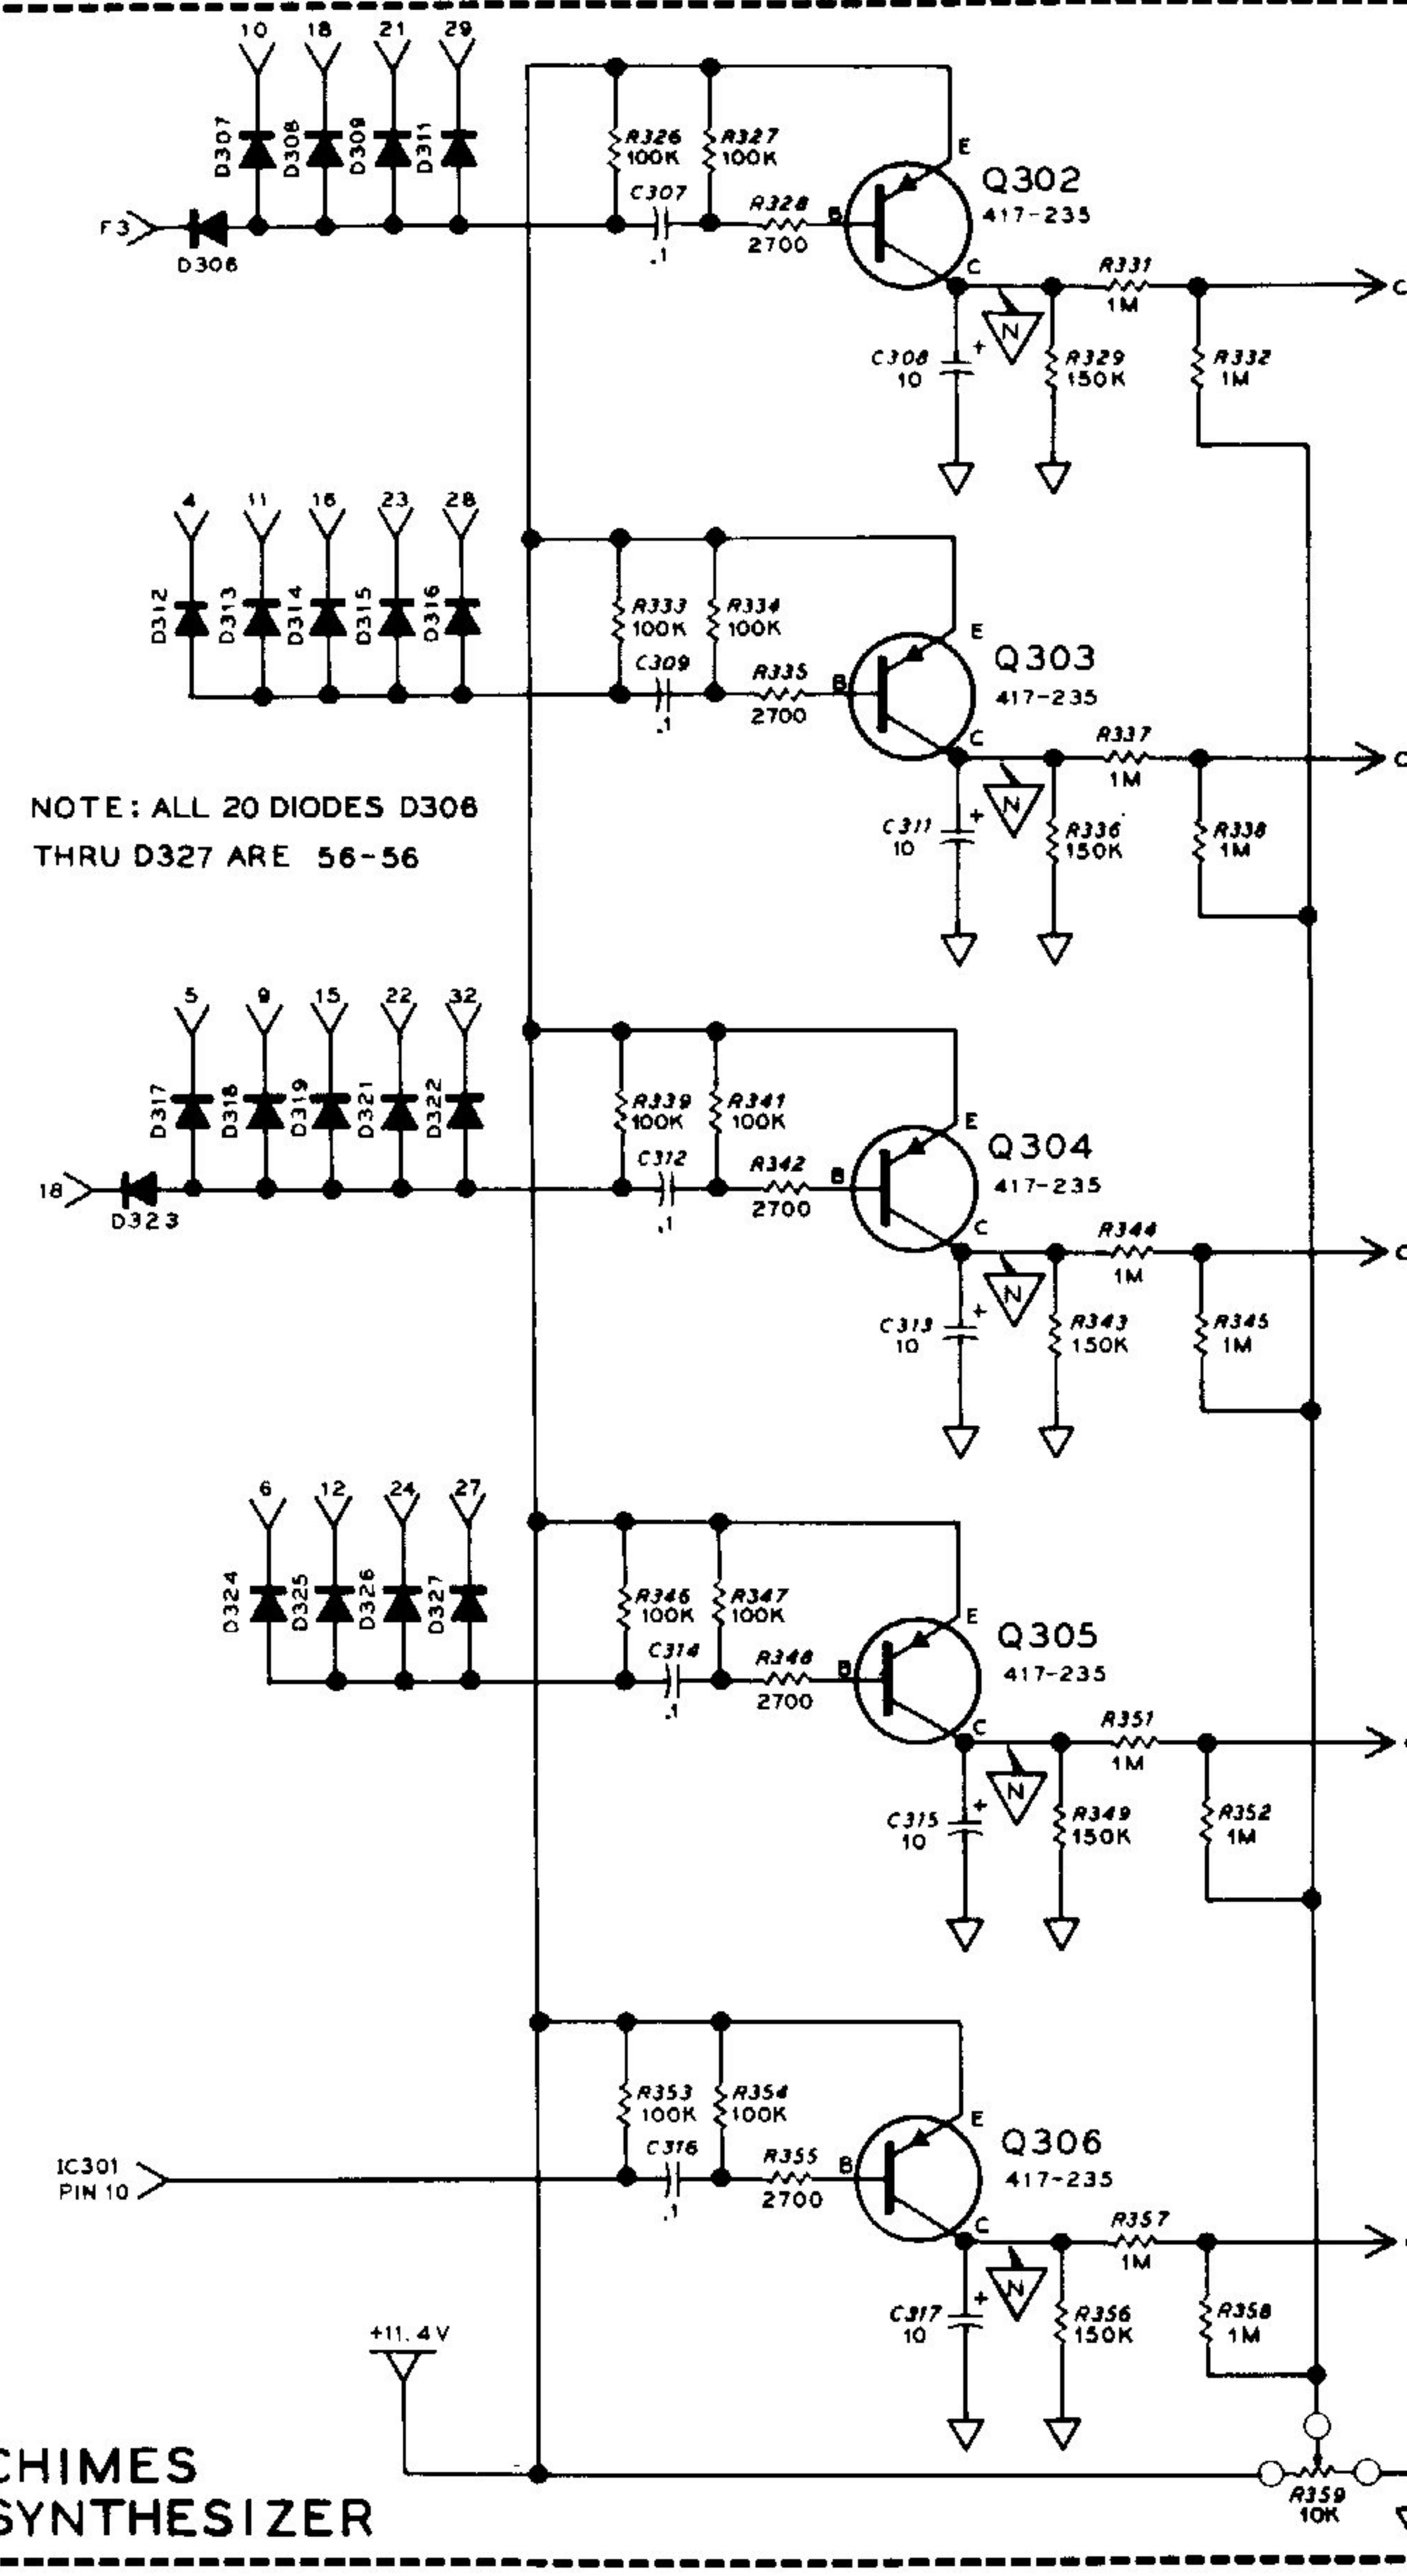 10 18 21 29
D307 D308 D309 D311
F3
D306
R326
100K
R327
100K
C307
.1
R328
2700
B
E
C
Q302
417-235
R331
1M
C308
10
+
N
R329
150K
R332
1M
4 11 16 23 28
D312 D313 D314 D315 D316
R333
100K
R334
100K
C309
.1
R335
2700
B
E
C
Q303
417-235
R337
1M
C311
10
+
N
R336
150K
R338
1M
NOTE: ALL 20 DIODES D306
THRU D327 ARE 56-56
5 9 15 22 32
D317 D318 D319 D321 D322
18
D323
R339
100K
R341
100K
C312
.1
R342
2700
B
E
C
Q304
417-235
R344
1M
C313
10
+
N
R343
150K
R345
1M
6 12 24 27
D324 D325 D326 D327
R346
100K
R347
100K
C314
.1
R348
2700
B
E
C
Q305
417-235
R351
1M
C315
10
+
N
R349
150K
R352
1M
IC301
PIN 10
R353
100K
R354
100K
C316
.1
R355
2700
B
E
C
Q306
417-235
R357
1M
C317
10
+
N
R356
150K
R358
1M
+11.4V
R359
10K
CHIMES
SYNTHESIZER